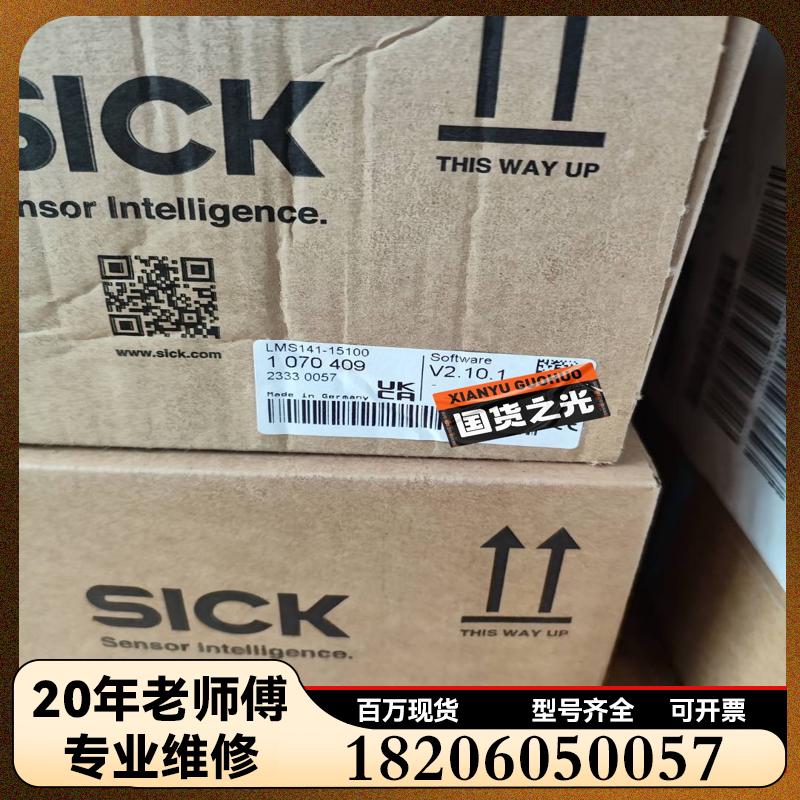 SICK
THIS WAY UP
nsor Intelligence.
www.sick.com
LMS141-15100
1 070 409
2333 0057
Made in Germany
UK
CA
Software
V2.10.1
XIANYU GUOHUO
国货之光
SICK
Sensor Intelligence.
THIS WAY UP
20年老师傅
专业维修
百万现货 型号齐全 可开票
18206050057